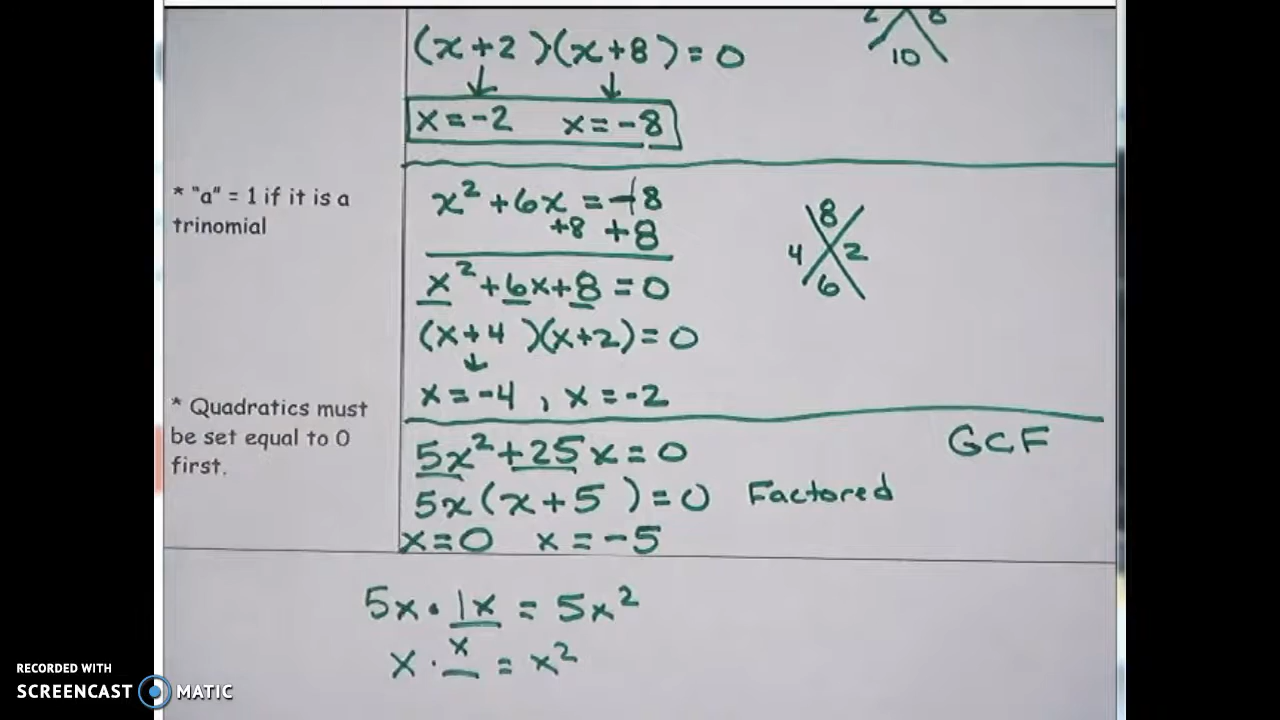 2 8
10
(x+2)(x+8)=0
x=-2 x=-8
* "a" = 1 if it is a
trinomial
x²+6x=-8
+8 +8
x²+6x+8=0
(x+4)(x+2)=0
x=-4, x=-2
8
4 2
6
* Quadratics must
be set equal to 0
first.
5x²+25x=0
GCF
5x(x+5)=0 Factored
x=0 x=-5
5x·1x=5x²
x·x=x²
RECORDED WITH
SCREENCAST MATIC